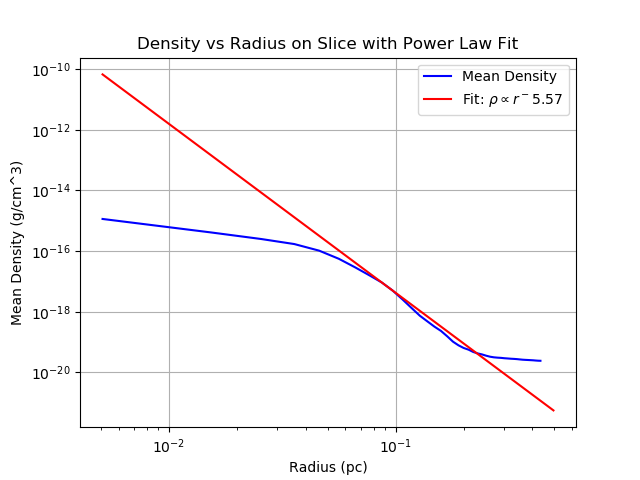 Density vs Radius on Slice with Power Law Fit
Mean Density
Fit: ρ ∝ r⁻ 5.57
Mean Density (g/cm^3)
10⁻¹⁰
10⁻¹²
10⁻¹⁴
10⁻¹⁶
10⁻¹⁸
10⁻²⁰
10⁻²
10⁻¹
Radius (pc)